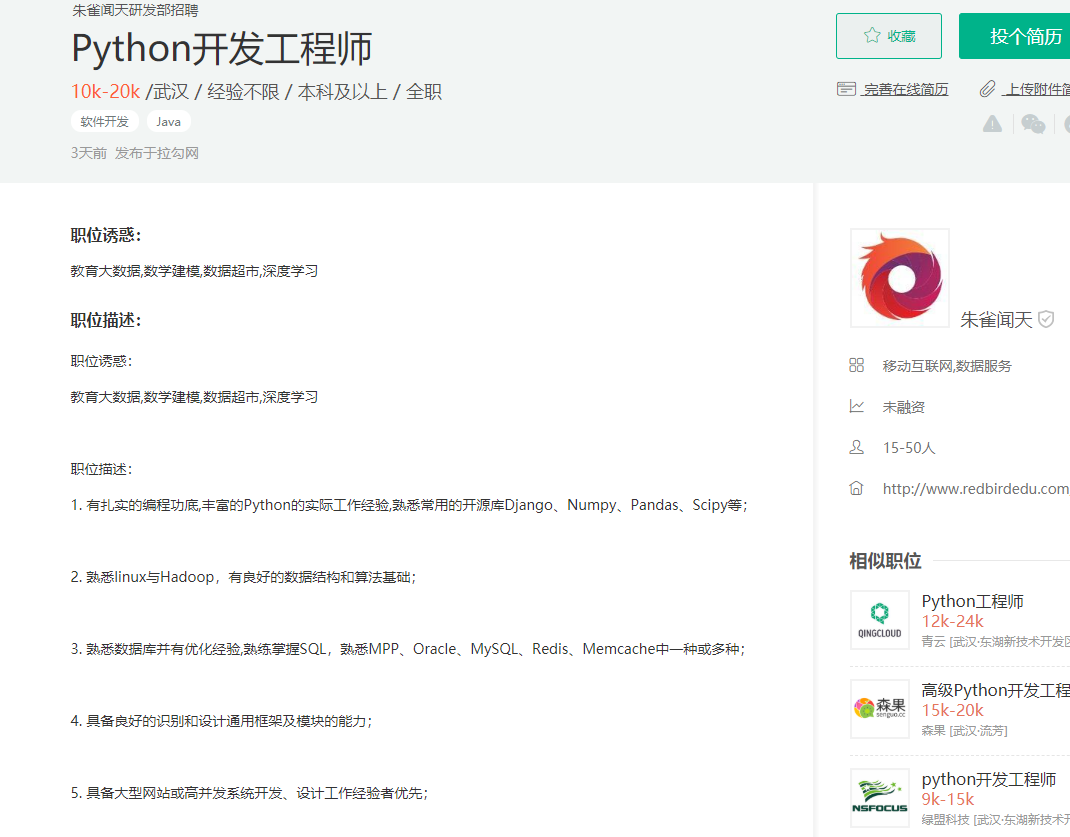 朱雀闻天研发部招聘
Python开发工程师
10k-20k /武汉 / 经验不限 / 本科及以上 / 全职
软件开发 Java
3天前 发布于拉勾网
收藏
投个简历
完善在线简历
上传附件简
职位诱惑：
教育大数据,数学建模,数据超市,深度学习
职位描述：
职位诱惑：
教育大数据,数学建模,数据超市,深度学习
职位描述：
1. 有扎实的编程功底,丰富的Python的实际工作经验,熟悉常用的开源库Django、Numpy、Pandas、Scipy等；
2. 熟悉linux与Hadoop，有良好的数据结构和算法基础；
3. 熟悉数据库并有优化经验,熟练掌握SQL，熟悉MPP、Oracle、MySQL、Redis、Memcache中一种或多种；
4. 具备良好的识别和设计通用框架及模块的能力；
5. 具备大型网站或高并发系统开发、设计工作经验者优先；
朱雀闻天
移动互联网,数据服务
未融资
15-50人
http://www.redbirdedu.com
相似职位
QINGCLOUD
Python工程师
12k-24k
青云 [武汉·东湖新技术开发区
森果
senguo.cc
高级Python开发工程
15k-20k
森果 [武汉·流芳]
NSFOCUS
python开发工程师
9k-15k
绿盟科技 [武汉·东湖新技术开